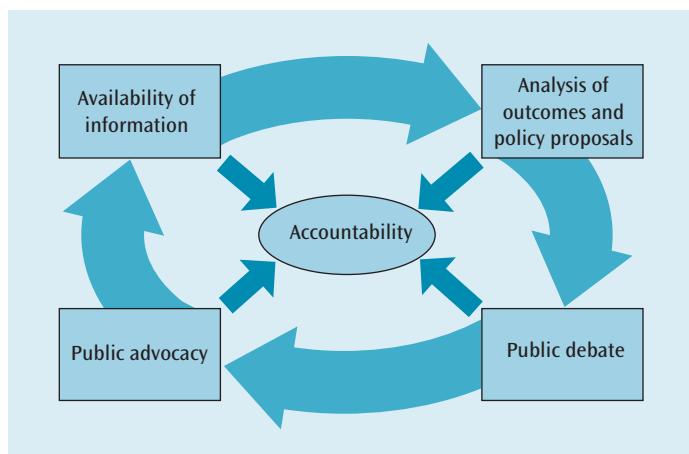 Availability of
information
Analysis of
outcomes and
policy proposals
Accountability
Public advocacy
Public debate